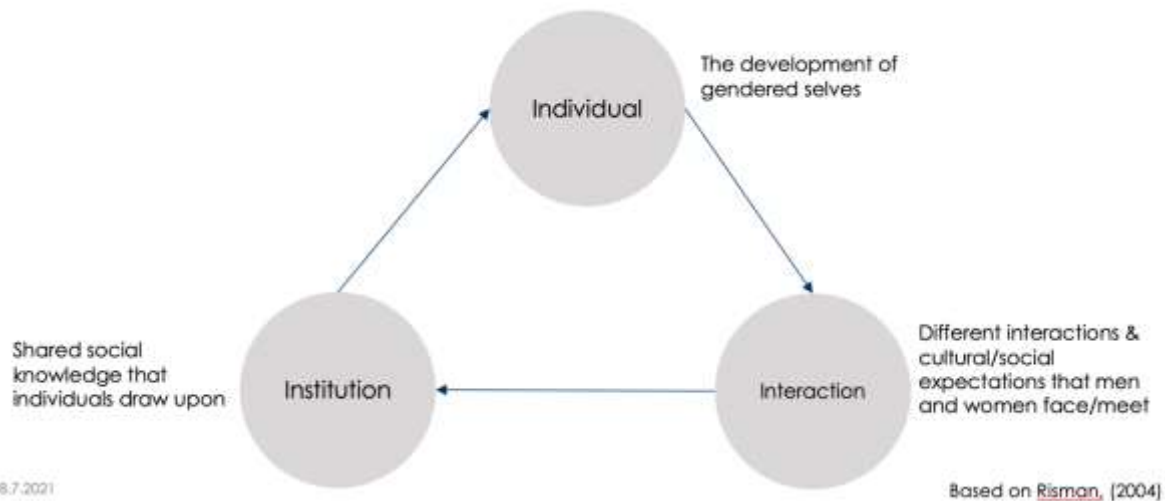 Individual
The development of
gendered selves
Shared social
knowledge that
individuals draw upon
Institution
Interaction
Different interactions &
cultural/social
expectations that men
and women face/meet
8.7.2021
Based on Risman, (2004)